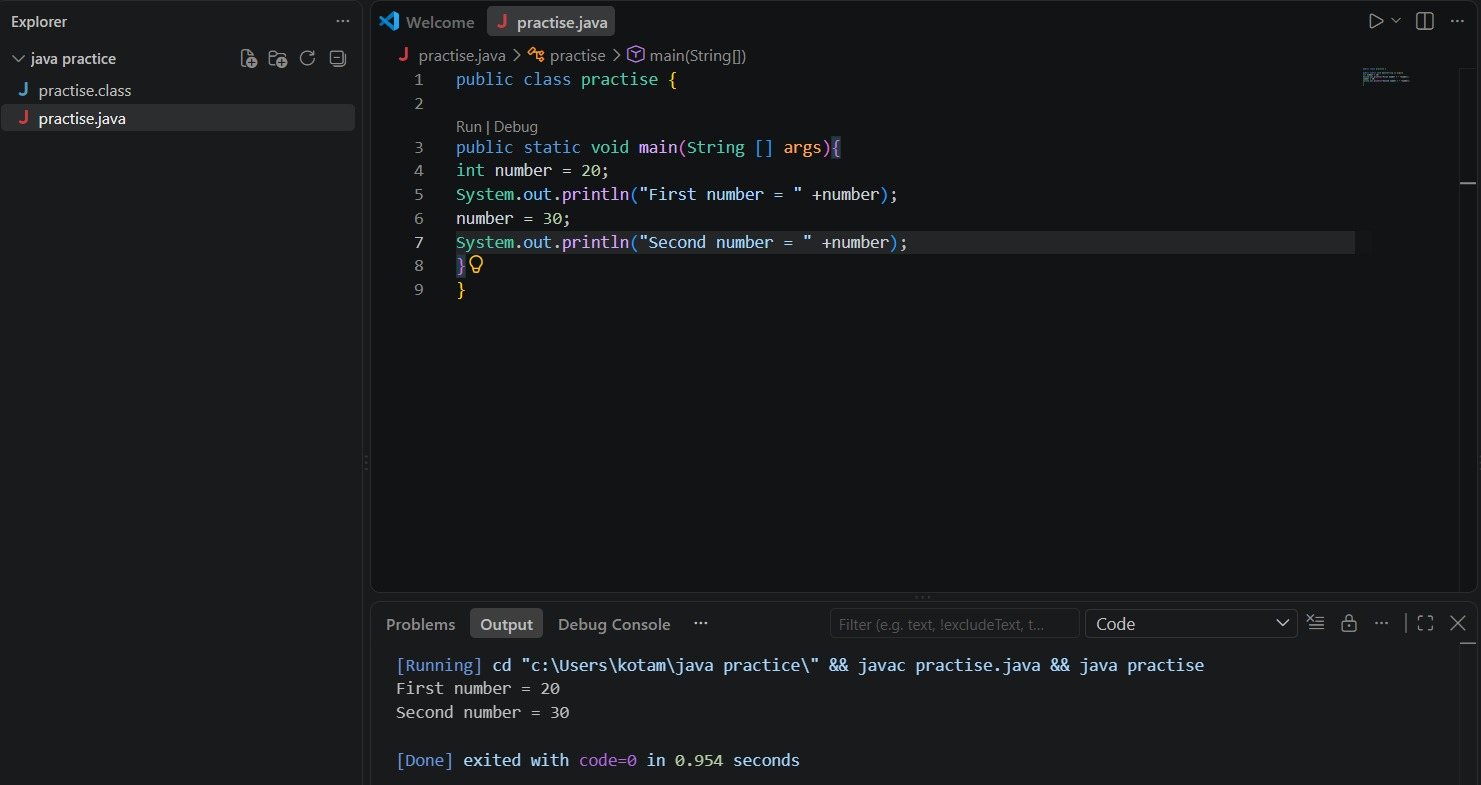 Explorer ···
java practice
practise.class
practise.java
Welcome practise.java
practise.java > practise > main(String[])
1 public class practise {
2
Run | Debug
3 public static void main(String [] args){
4 int number = 20;
5 System.out.println("First number = " +number);
6 number = 30;
7 System.out.println("Second number = " +number);
8 }
9 }
Problems Output Debug Console ···
Filter (e.g. text, !excludeText, t... Code
[Running] cd "c:\Users\kotam\java practice\" && javac practise.java && java practise
First number = 20
Second number = 30
[Done] exited with code=0 in 0.954 seconds